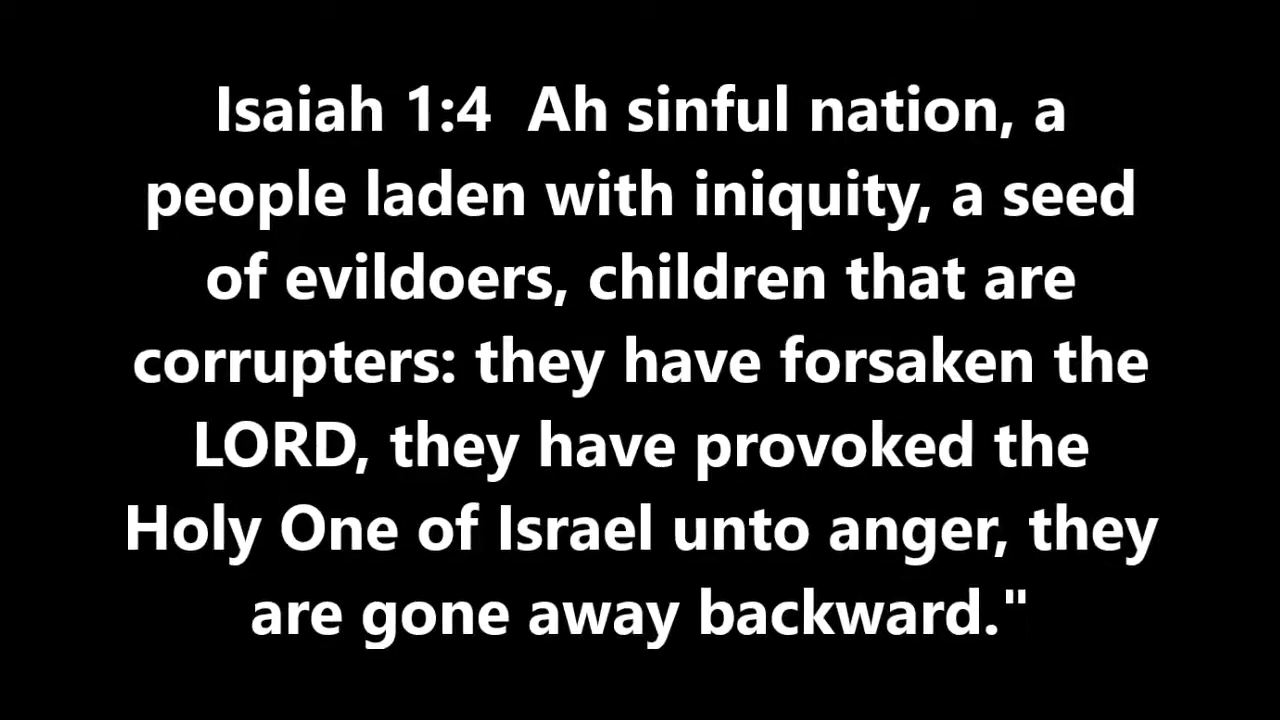 Isaiah 1:4  Ah sinful nation, a
people laden with iniquity, a seed
of evildoers, children that are
corrupters: they have forsaken the
LORD, they have provoked the
Holy One of Israel unto anger, they
are gone away backward."